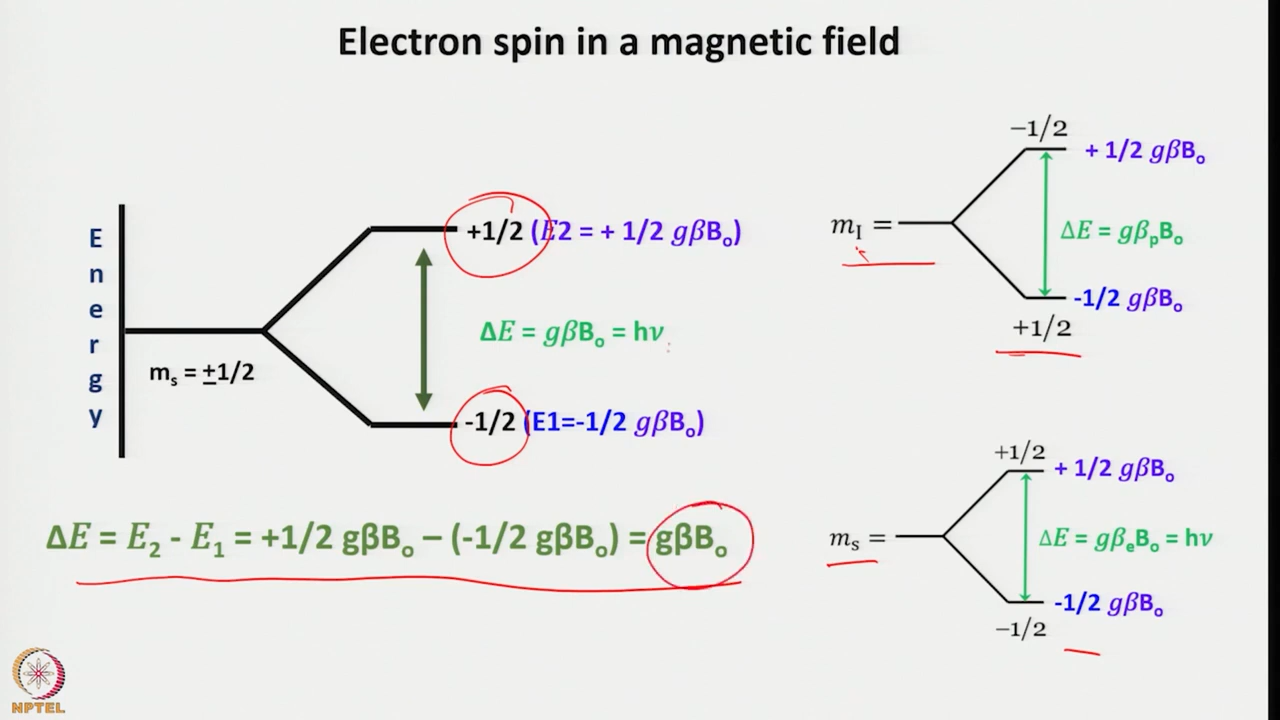 Electron spin in a magnetic field
Energy
mₛ = ±1/2
+1/2 (E2 = + 1/2 gβBₒ)
ΔE = gβBₒ = hν
-1/2 (E1=-1/2 gβBₒ)
ΔE = E₂ - E₁ = +1/2 gβBₒ – (-1/2 gβBₒ) = gβBₒ
−1/2
+ 1/2 gβBₒ
m_I =
ΔE = gβₚBₒ
-1/2 gβBₒ
+1/2
+1/2
+ 1/2 gβBₒ
mₛ =
ΔE = gβₑBₒ = hν
-1/2 gβBₒ
−1/2
NPTEL